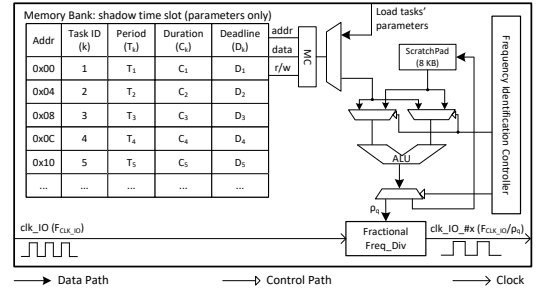 Memory Bank: shadow time slot (parameters only)
Addr Task ID (k) Period (Tₖ) Duration (Cₖ) Deadline (Dₖ)
0x00 1 T₁ C₁ D₁
0x04 2 T₂ C₂ D₂
0x08 3 T₃ C₃ D₃
0x0C 4 T₄ C₄ D₄
0x10 5 T₅ C₅ D₅
... ... ... ... ...
addr
data
r/w
MC
Load tasks'
parameters
ScratchPad
(8 KB)
Frequency Identification Controller
ALU
ρq
clk_IO (F_CLK_IO)
Fractional
Freq_Div
clk_IO_#x (F_CLK_IO/ρq)
Data Path Control Path Clock